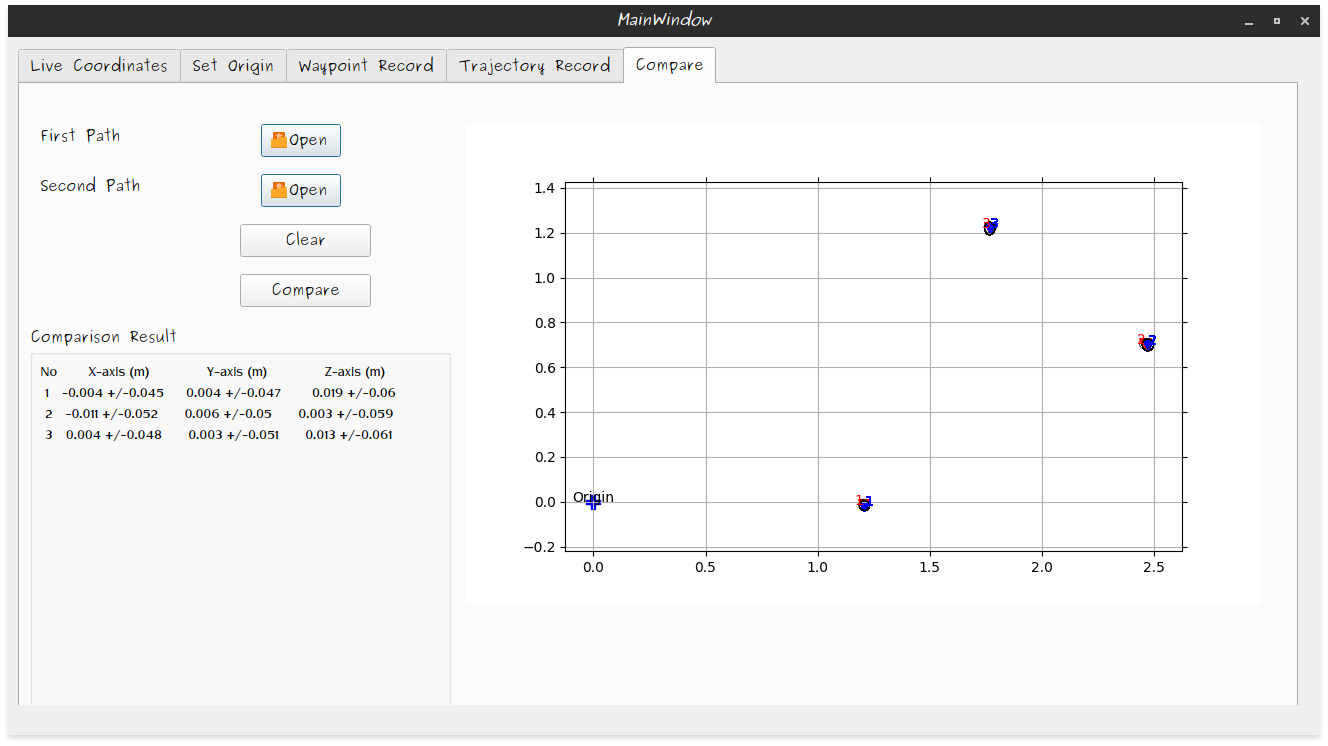 MainWindow
Live Coordinates Set Origin Waypoint Record Trajectory Record Compare
First Path Open
Second Path Open
Clear
Compare
Comparison Result
No X-axis (m) Y-axis (m) Z-axis (m)
1 -0.004 +/-0.045 0.004 +/-0.047 0.019 +/-0.06
2 -0.011 +/-0.052 0.006 +/-0.05 0.003 +/-0.059
3 0.004 +/-0.048 0.003 +/-0.051 0.013 +/-0.061
1.4
1.2
1.0
0.8
0.6
0.4
0.2
0.0
−0.2
Origin
0.0 0.5 1.0 1.5 2.0 2.5